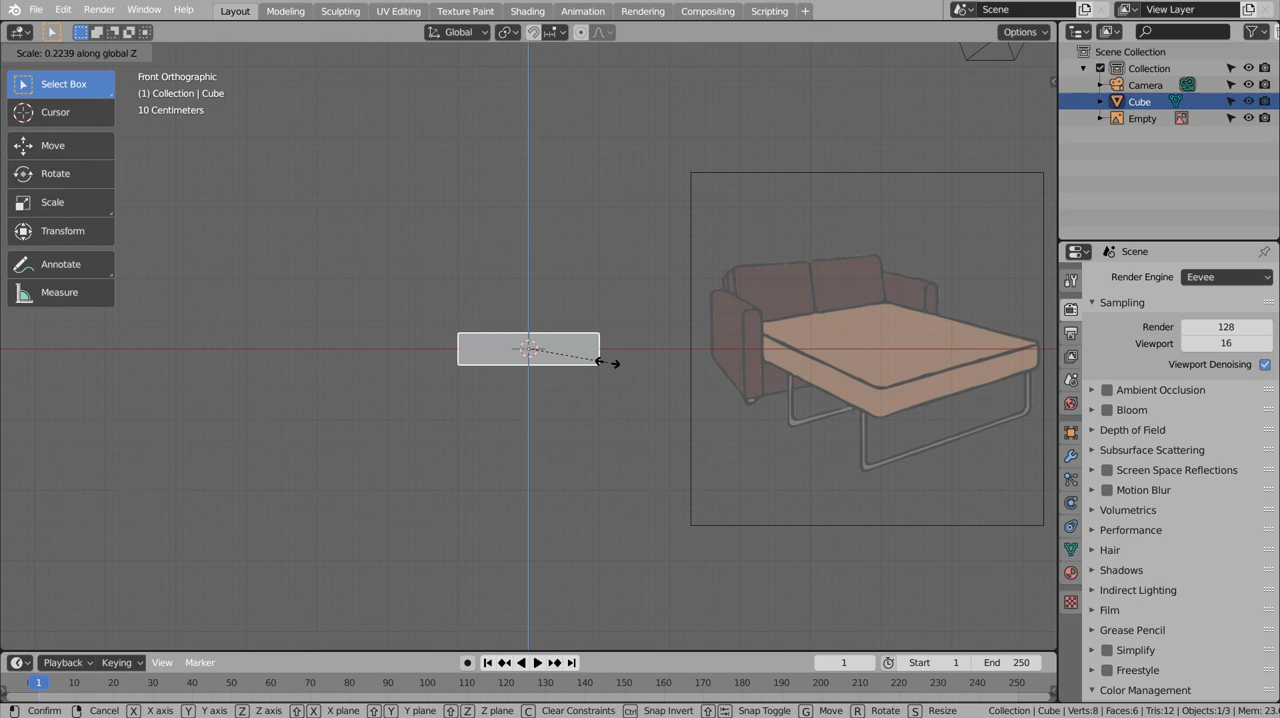 File Edit Render Window Help Layout Modeling Sculpting UV Editing Texture Paint Shading Animation Rendering Compositing Scripting + Scene View Layer
Global Options
Scale: 0.2239 along global Z
Select Box
Cursor
Move
Rotate
Scale
Transform
Annotate
Measure
Front Orthographic
(1) Collection | Cube
10 Centimeters
Scene Collection
Collection
Camera
Cube
Empty
Scene
Render Engine Eevee
Sampling
Render 128
Viewport 16
Viewport Denoising
Ambient Occlusion
Bloom
Depth of Field
Subsurface Scattering
Screen Space Reflections
Motion Blur
Volumetrics
Performance
Hair
Shadows
Indirect Lighting
Film
Grease Pencil
Simplify
Freestyle
Color Management
Playback Keying View Marker 1 Start 1 End 250
1 10 20 30 40 50 60 70 80 90 100 110 120 130 140 150 160 170 180 190 200 210 220 230 240 250
Confirm Cancel X X axis Y Y axis Z Z axis X X plane Y Y plane Z Z plane C Clear Constraints Ctrl Snap Invert Snap Toggle G Move R Rotate S Resize Collection | Cube | Verts:8 | Faces:6 | Tris:12 | Objects:1/3 | Mem: 23.